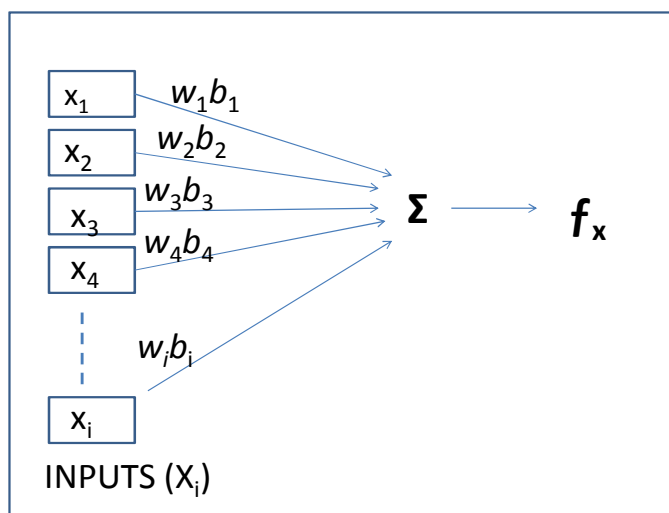 x₁
w₁b₁
x₂
w₂b₂
x₃
w₃b₃
x₄
w₄b₄
Σ
fₓ
wᵢbᵢ
xᵢ
INPUTS (Xᵢ)